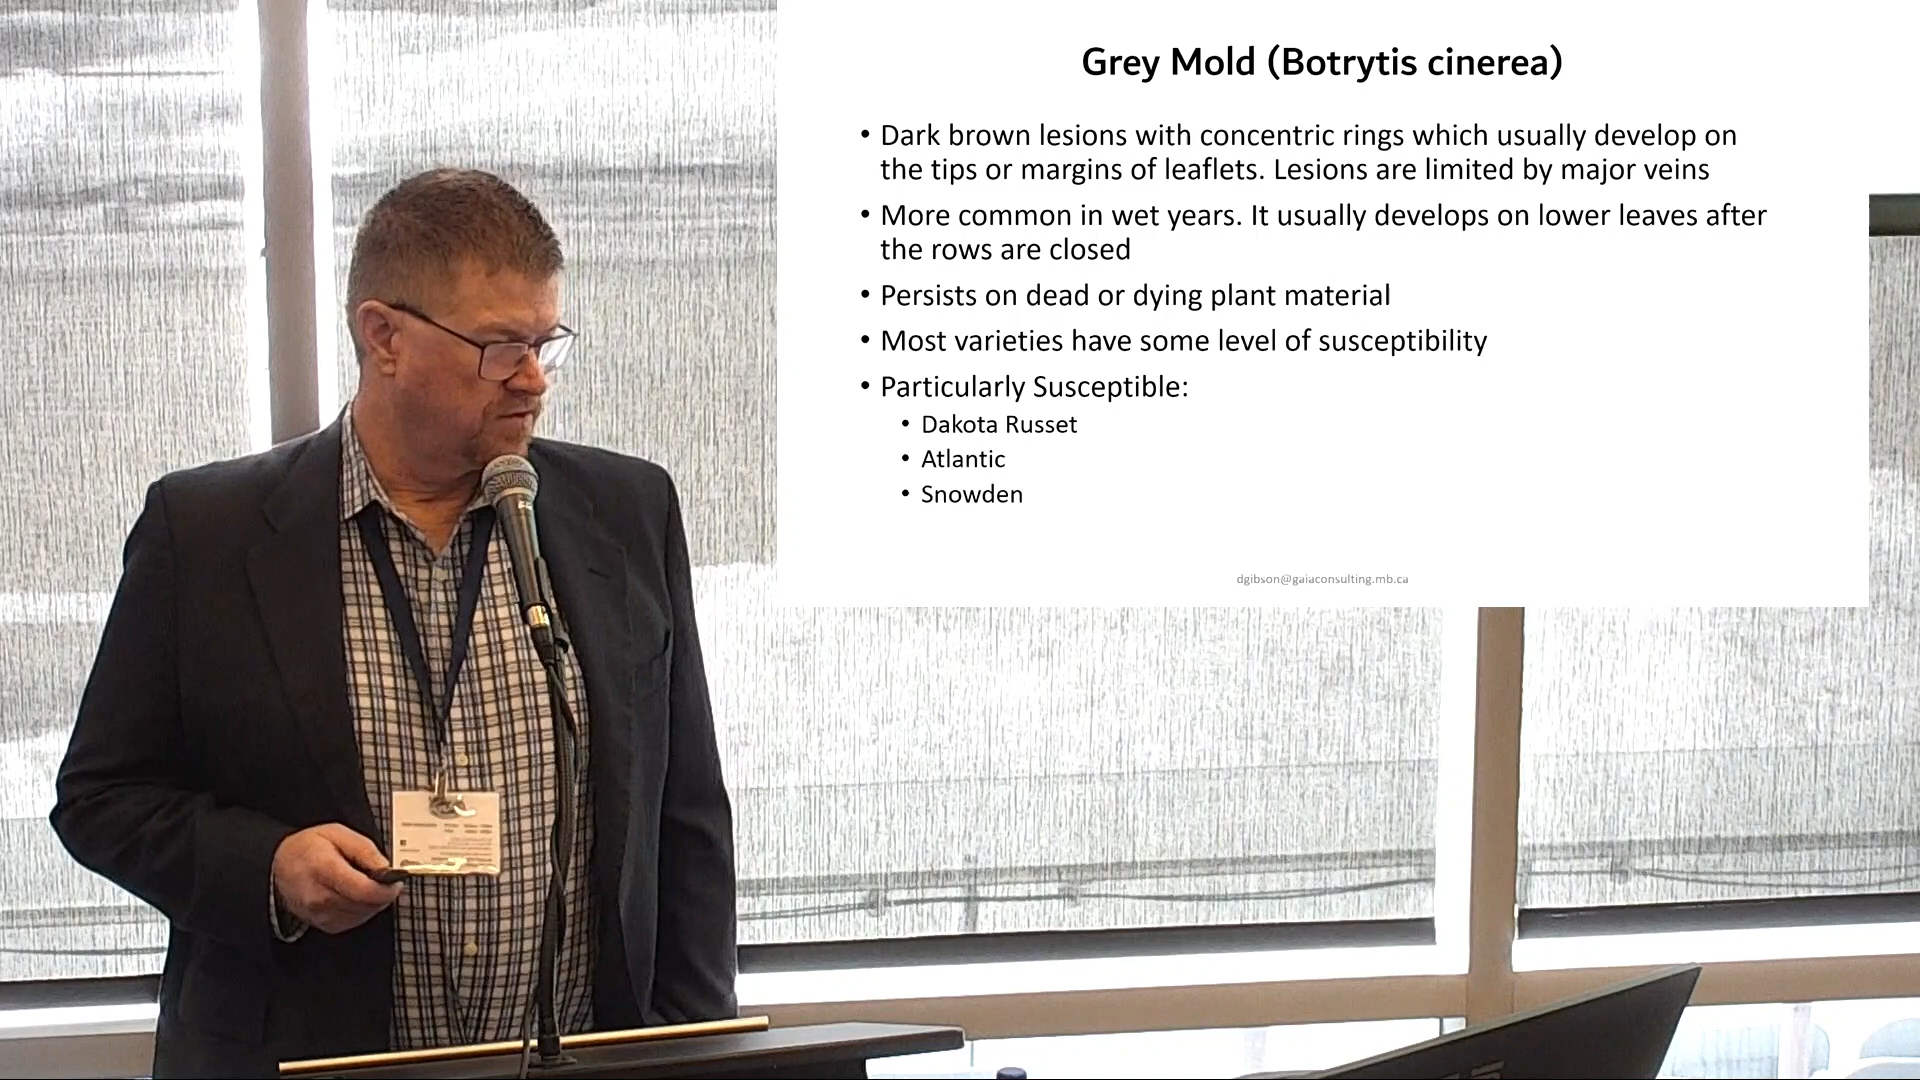 Grey Mold (Botrytis cinerea)
• Dark brown lesions with concentric rings which usually develop on
the tips or margins of leaflets. Lesions are limited by major veins
• More common in wet years. It usually develops on lower leaves after
the rows are closed
• Persists on dead or dying plant material
• Most varieties have some level of susceptibility
• Particularly Susceptible:
• Dakota Russet
• Atlantic
• Snowden
dgibson@gaiaconsulting.mb.ca